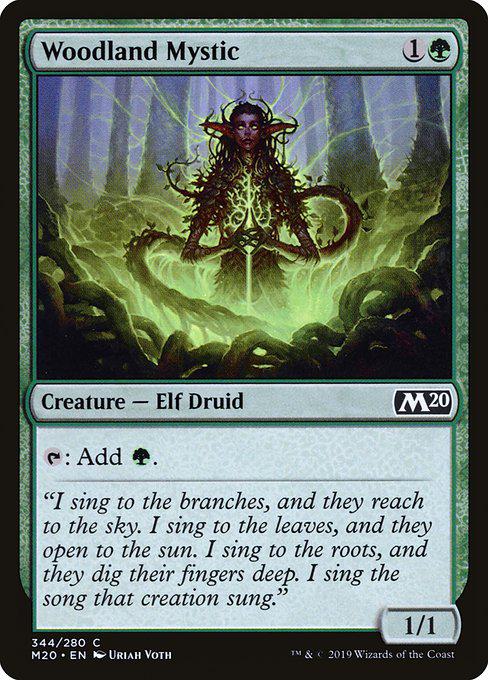 Woodland Mystic 1
Creature — Elf Druid M20
: Add .
“I sing to the branches, and they reach
to the sky. I sing to the leaves, and they
open to the sun. I sing to the roots, and
they dig their fingers deep. I sing the
song that creation sung.”
1/1
344/280 C
M20 • EN Uriah Voth ™ & © 2019 Wizards of the Coast